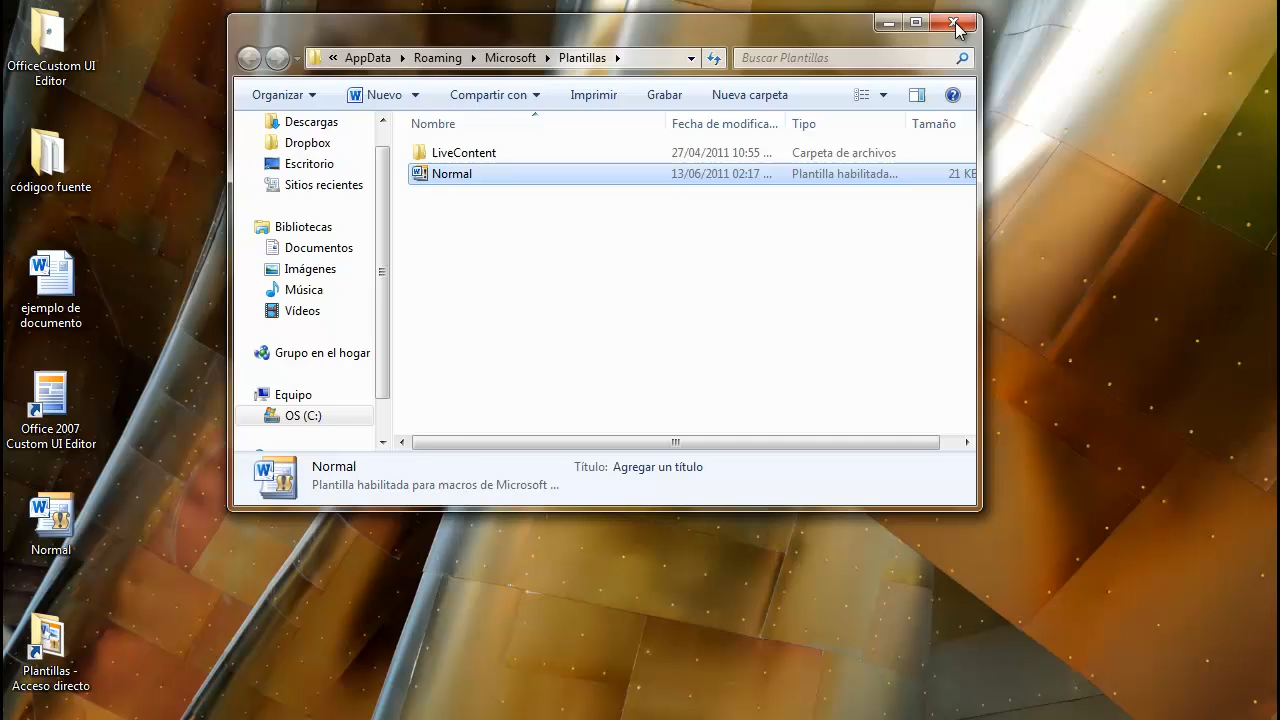 OfficeCustom UI
Editor
códigoo fuente
ejemplo de
documento
Office 2007
Custom UI Editor
Normal
Plantillas -
Acceso directo
« AppData Roaming Microsoft Plantillas
Buscar Plantillas
Organizar Nuevo Compartir con Imprimir Grabar Nueva carpeta
Descargas
Dropbox
Escritorio
Sitios recientes
Bibliotecas
Documentos
Imágenes
Música
Vídeos
Grupo en el hogar
Equipo
OS (C:)
Nombre Fecha de modifica... Tipo Tamaño
LiveContent 27/04/2011 10:55 ... Carpeta de archivos
Normal 13/06/2011 02:17 ... Plantilla habilitada... 21 KB
Normal Título: Agregar un título
Plantilla habilitada para macros de Microsoft ...